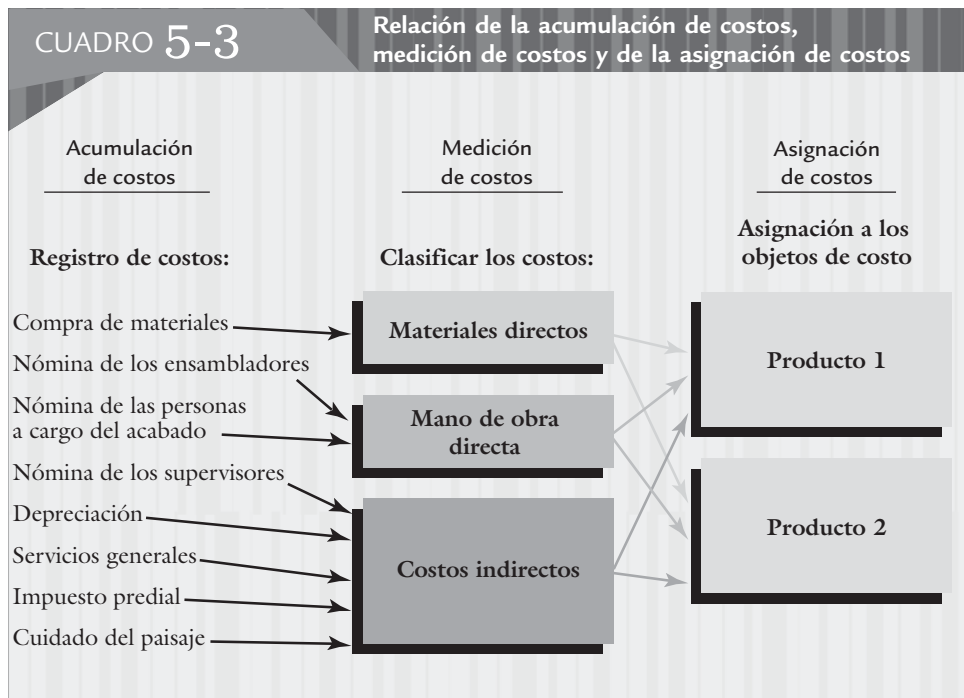 CUADRO 5-3
Relación de la acumulación de costos,
medición de costos y de la asignación de costos
Acumulación
de costos
Registro de costos:
Compra de materiales
Nómina de los ensambladores
Nómina de las personas
a cargo del acabado
Nómina de los supervisores
Depreciación
Servicios generales
Impuesto predial
Cuidado del paisaje
Medición
de costos
Clasificar los costos:
Materiales directos
Mano de obra
directa
Costos indirectos
Asignación
de costos
Asignación a los
objetos de costo
Producto 1
Producto 2